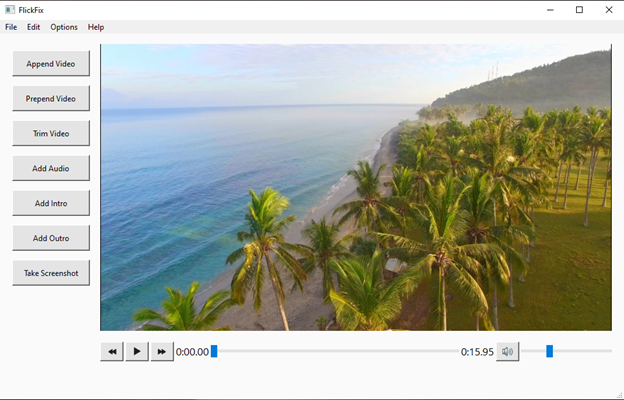 FlickFix
File Edit Options Help
Append Video
Prepend Video
Trim Video
Add Audio
Add Intro
Add Outro
Take Screenshot
0:00.00 0:15.95